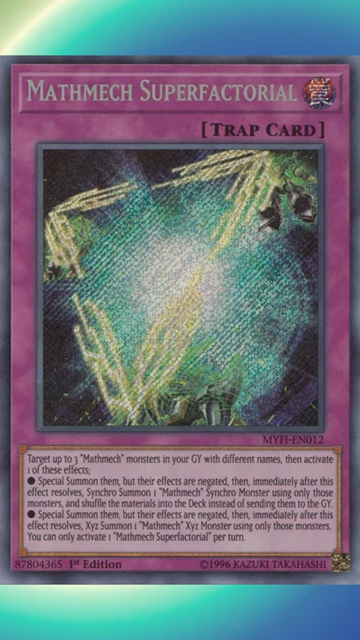 MATHMECH SUPERFACTORIAL
[TRAP CARD]
MYFI-EN012
Target up to 3 "Mathmech" monsters in your GY with different names, then activate
1 of these effects;
● Special Summon them, but their effects are negated, then, immediately after this
effect resolves, Synchro Summon 1 "Mathmech" Synchro Monster using only those
monsters, and shuffle the materials into the Deck instead of sending them to the GY.
● Special Summon them, but their effects are negated, then, immediately after this
effect resolves, Xyz Summon 1 "Mathmech" Xyz Monster using only those monsters.
You can only activate 1 "Mathmech Superfactorial" per turn.
87804365 1st Edition ©1996 KAZUKI TAKAHASHI